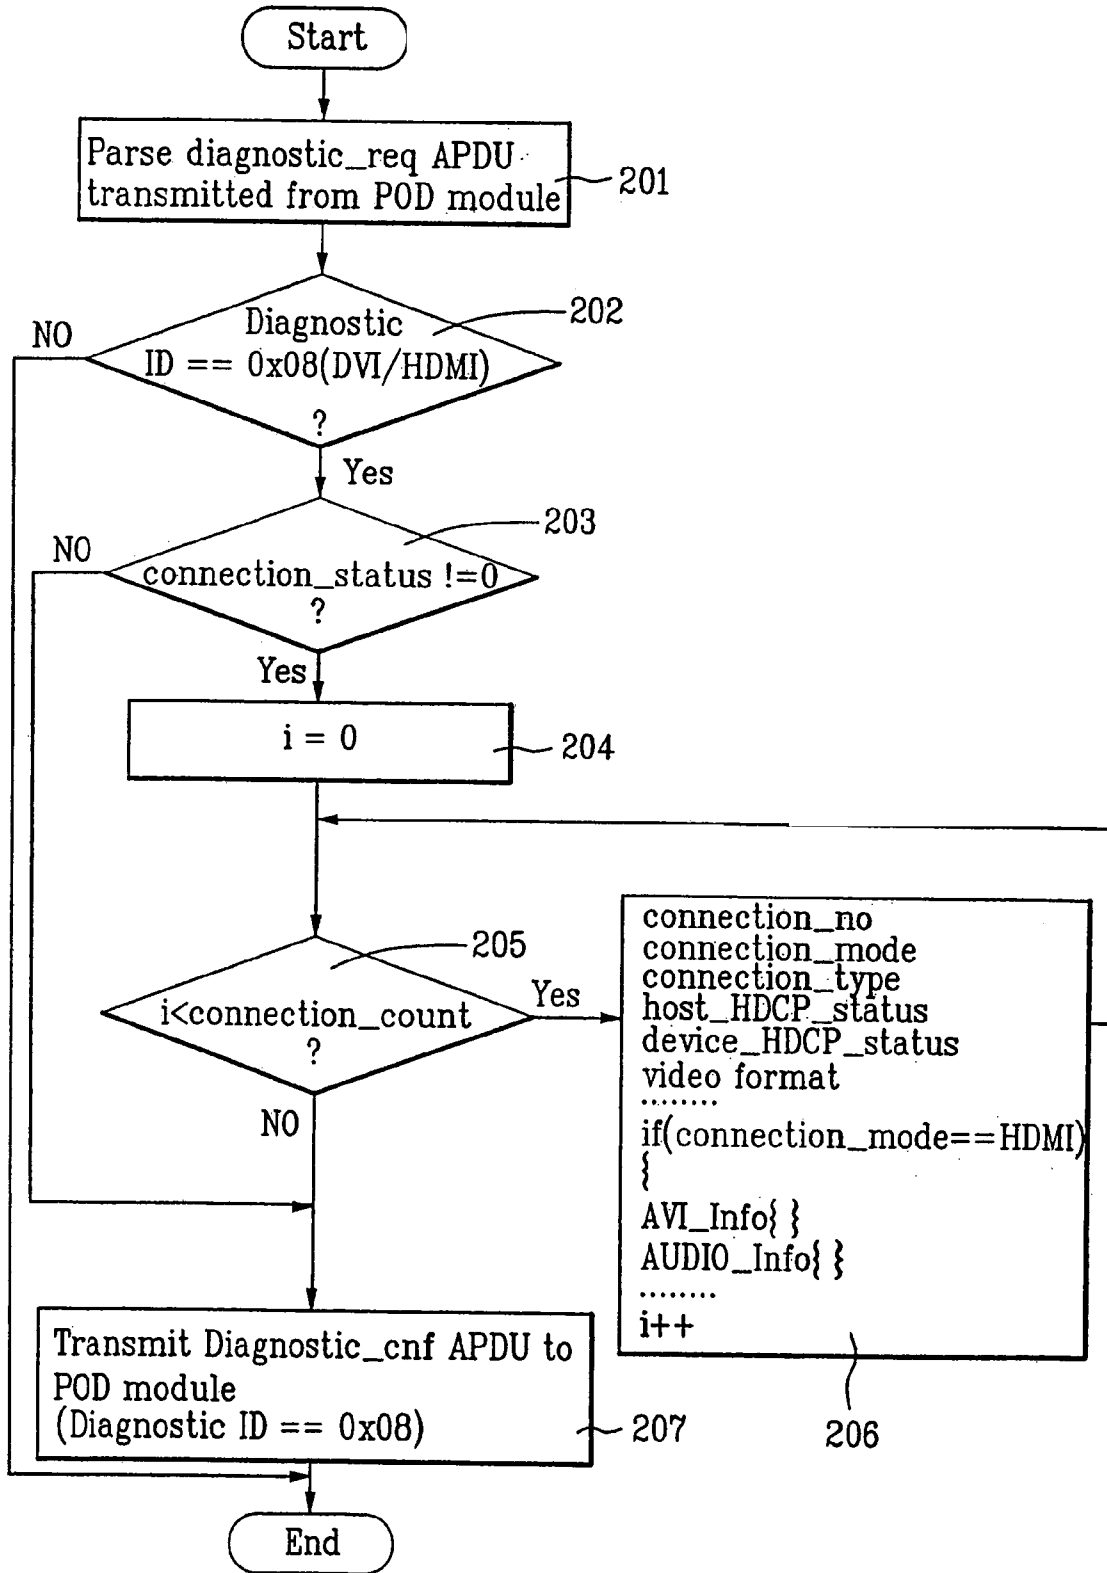 Start
Parse diagnostic_req APDU
transmitted from POD module
201
Diagnostic
ID == 0x08(DVI/HDMI)
?
202
NO
Yes
203
NO
connection_status !=0
?
Yes
i = 0
204
205
i<connection_count
?
Yes
NO
connection_no
connection_mode
connection_type
host_HDCP_status
device_HDCP_status
video format
........
if(connection_mode==HDMI)
{
AVI_Info{ }
AUDIO_Info{ }
........
i++
206
Transmit Diagnostic_cnf APDU to
POD module
(Diagnostic ID == 0x08)
207
End